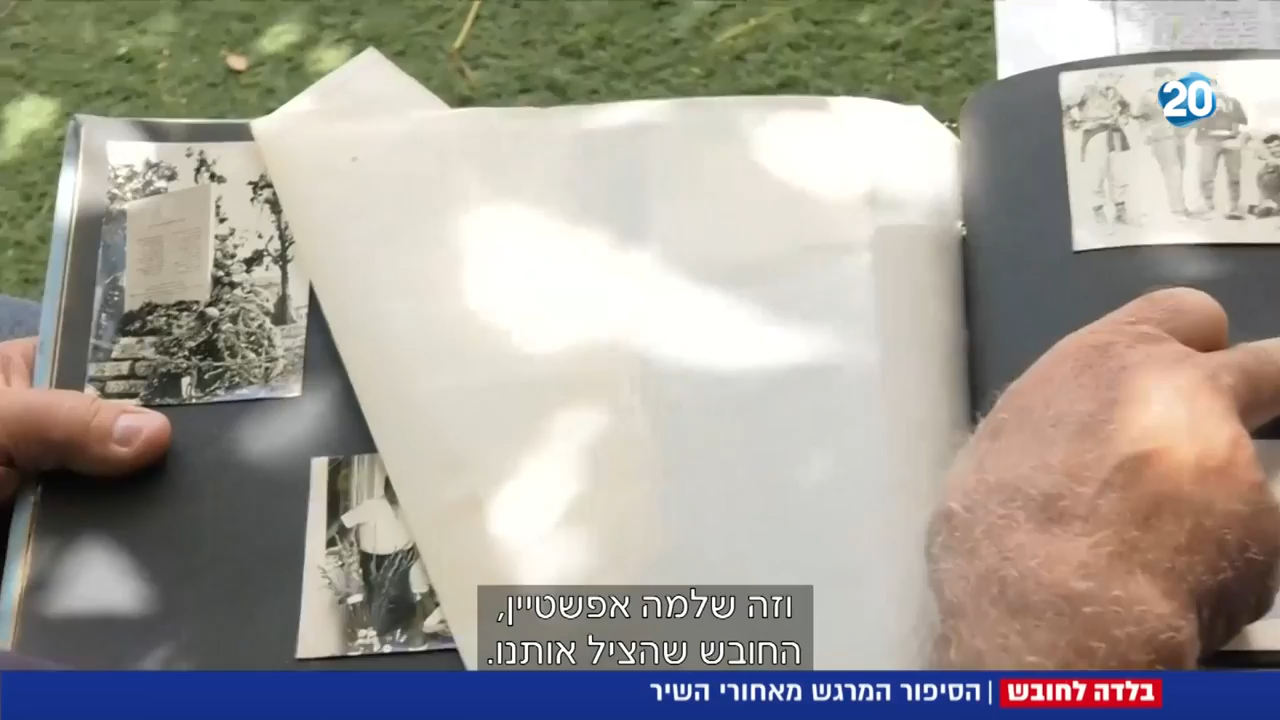 20
וזה שלמה אפשטיין,
החובש שהציל אותנו.
בלדה לחובש | הסיפור המרגש מאחורי השיר